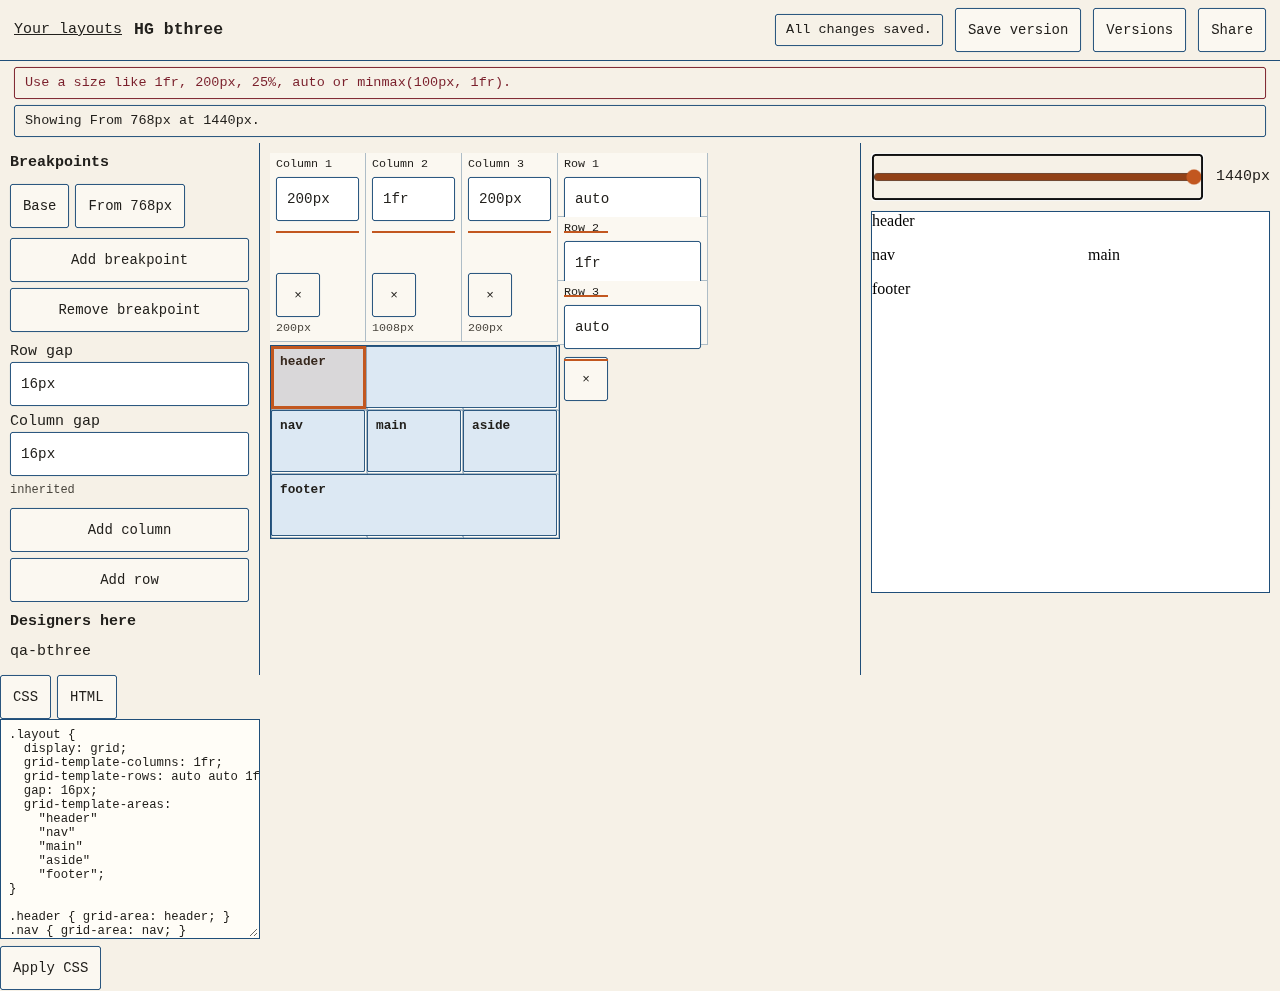 Your layouts HG bthree All changes saved. Save version Versions Share
Use a size like 1fr, 200px, 25%, auto or minmax(100px, 1fr).
Showing From 768px at 1440px.
Breakpoints
Base From 768px
Add breakpoint
Remove breakpoint
Row gap
16px
Column gap
16px
inherited
Add column
Add row
Designers here
qa-bthree
Column 1 Column 2 Column 3
200px 1fr 200px
× × ×
200px 1008px 200px
Row 1
auto
Row 2
1fr
Row 3
auto
×
header
nav main aside
footer
1440px
header
nav main
footer
CSS HTML
.layout {
  display: grid;
  grid-template-columns: 1fr;
  grid-template-rows: auto auto 1f
  gap: 16px;
  grid-template-areas:
    "header"
    "nav"
    "main"
    "aside"
    "footer";
}
.header { grid-area: header; }
.nav { grid-area: nav; }
Apply CSS